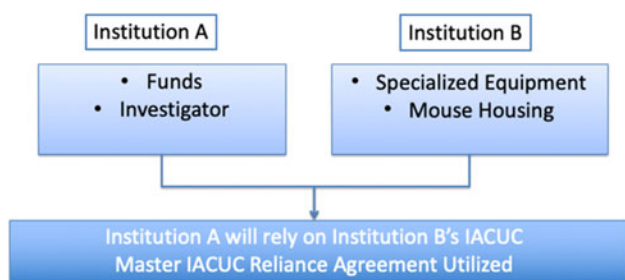 Institution A
Institution B
• Funds
• Investigator
• Specialized Equipment
• Mouse Housing
Institution A will rely on Institution B's IACUC
Master IACUC Reliance Agreement Utilized